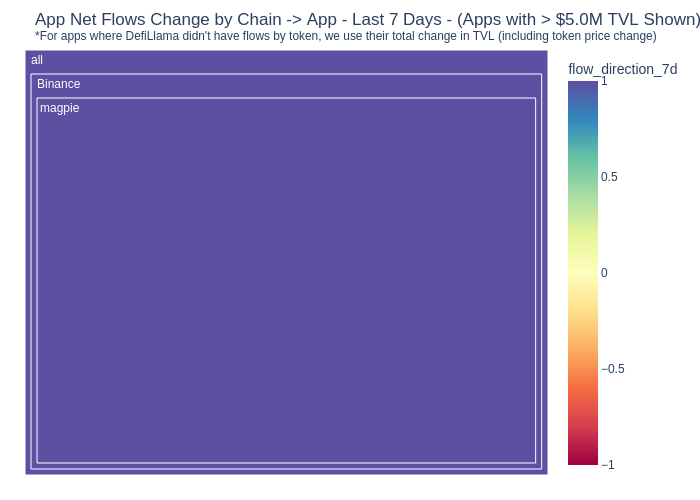 App Net Flows Change by Chain -> App - Last 7 Days - (Apps with > $5.0M TVL Shown)
*For apps where DefiLlama didn't have flows by token, we use their total change in TVL (including token price change)
all
Binance
magpie
flow_direction_7d
1
0.5
0
−0.5
−1